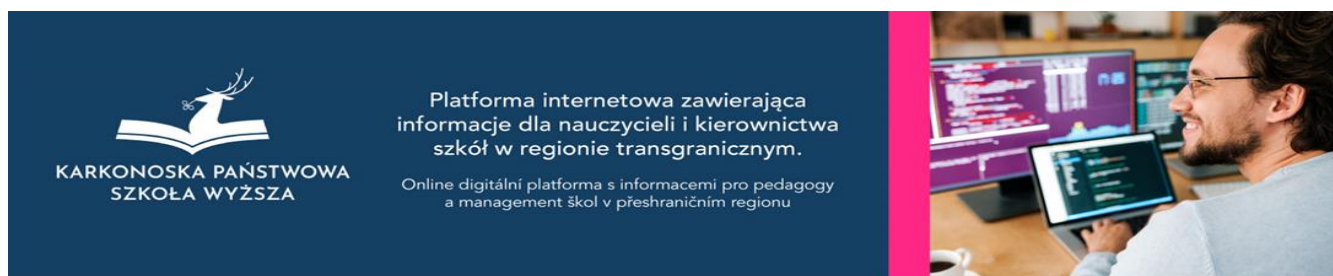 KARKONOSKA PAŃSTWOWA
SZKOŁA WYŻSZA
Platforma internetowa zawierająca
informacje dla nauczycieli i kierownictwa
szkół w regionie transgranicznym.
Online digitální platforma s informacemi pro pedagogy
a management škol v přeshraničním regionu